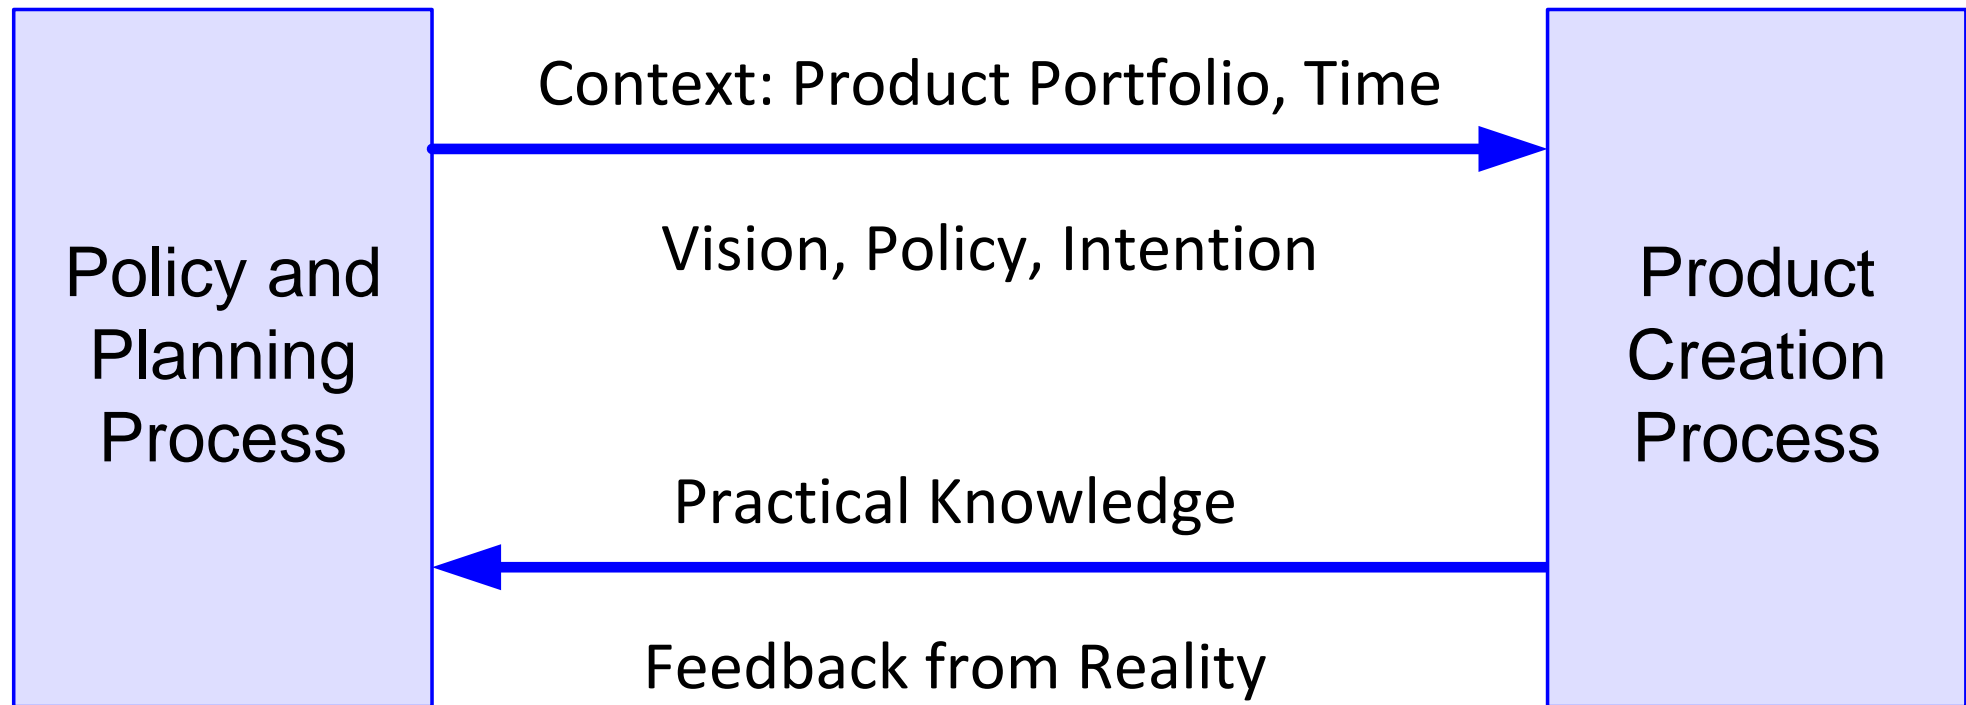 Policy and
Planning
Process
Context: Product Portfolio, Time
Vision, Policy, Intention
Practical Knowledge
Feedback from Reality
Product
Creation
Process